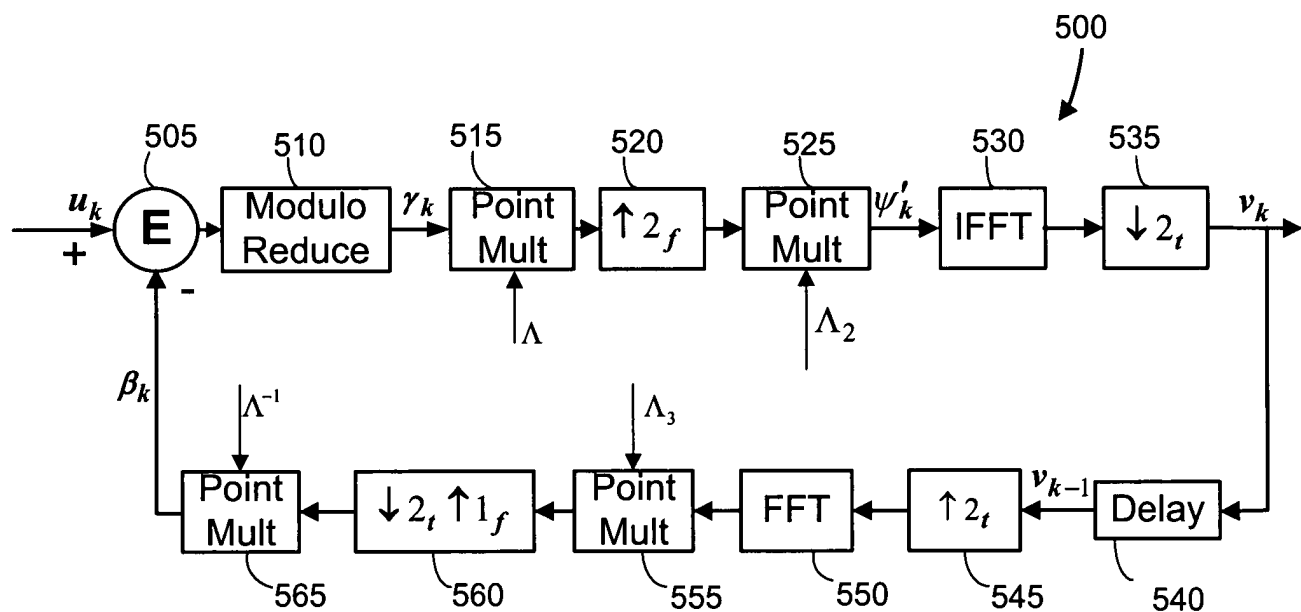 500
505
510
515
520
525
530
535
u_k
+
E
-
Modulo
Reduce
γ_k
Point
Mult
Λ
↑2_f
Point
Mult
Λ_2
ψ'_k
IFFT
↓2_t
v_k
β_k
Λ^{-1}
Λ_3
Point
Mult
↓2_t ↑1_f
Point
Mult
FFT
↑2_t
v_{k-1}
Delay
565
560
555
550
545
540